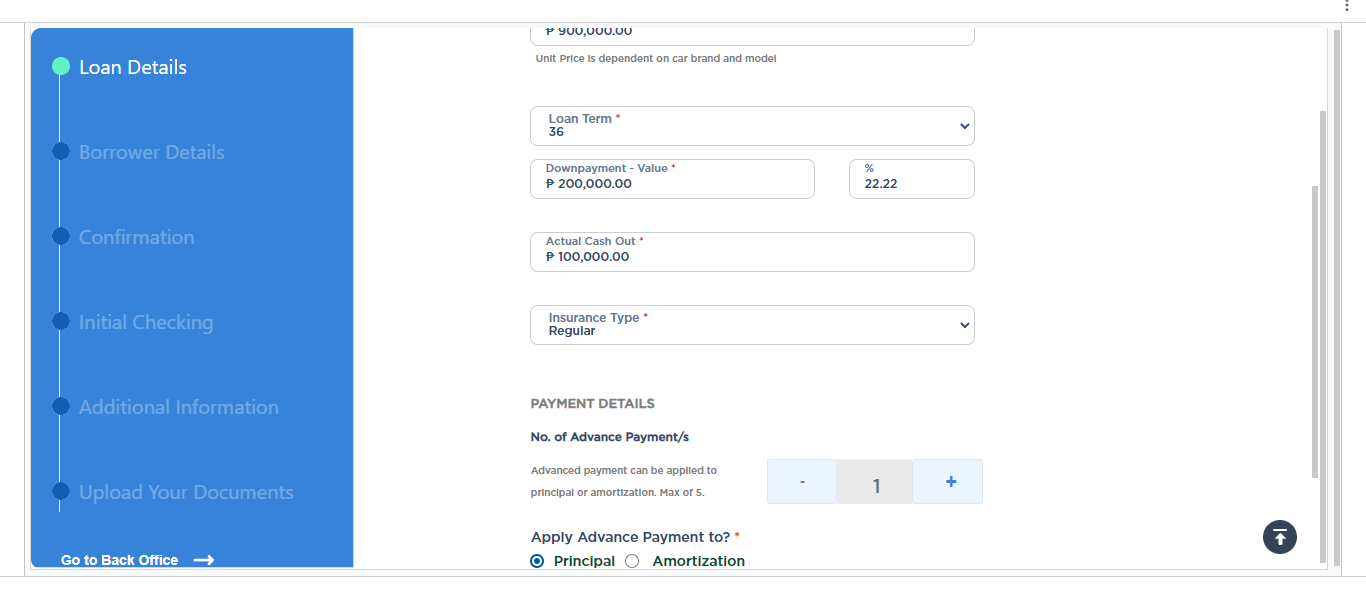 Loan Details
Borrower Details
Confirmation
Initial Checking
Additional Information
Upload Your Documents
Go to Back Office
₱ 900,000.00
Unit Price is dependent on car brand and model
Loan Term *
36
Downpayment - Value *
₱ 200,000.00
%
22.22
Actual Cash Out *
₱ 100,000.00
Insurance Type *
Regular
PAYMENT DETAILS
No. of Advance Payment/s
Advanced payment can be applied to
principal or amortization. Max of 5.
- 1 +
Apply Advance Payment to? *
Principal Amortization